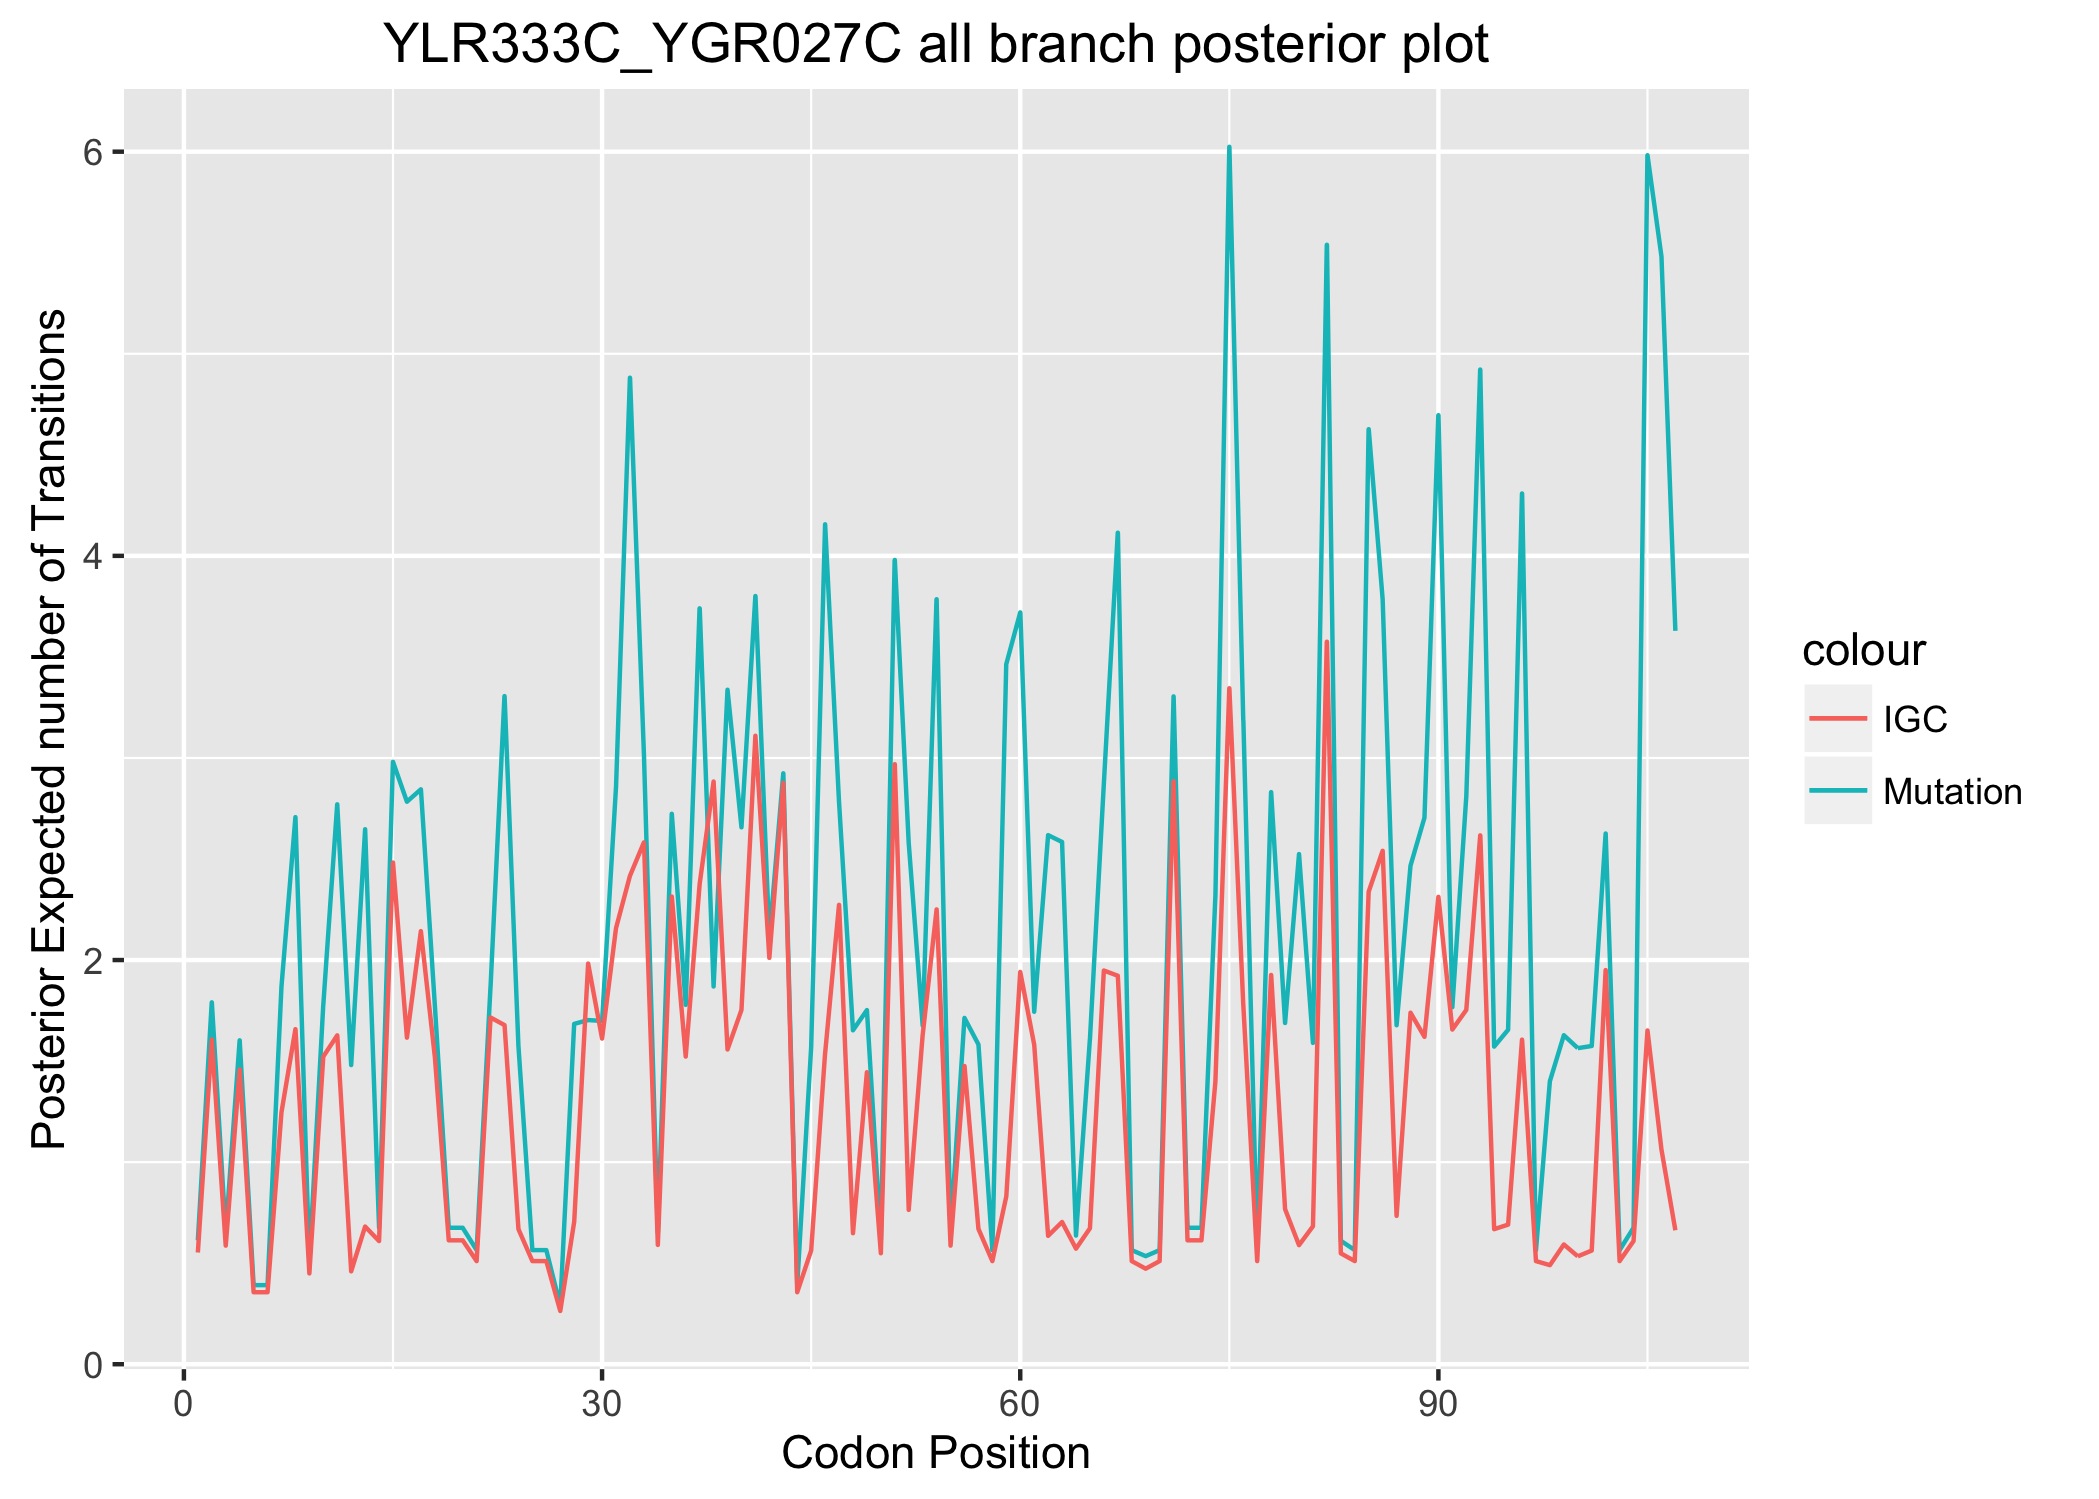 YLR333C_YGR027C all branch posterior plot
Posterior Expected number of Transitions
6
4
2
0
0 30 60 90
Codon Position
colour
IGC
Mutation